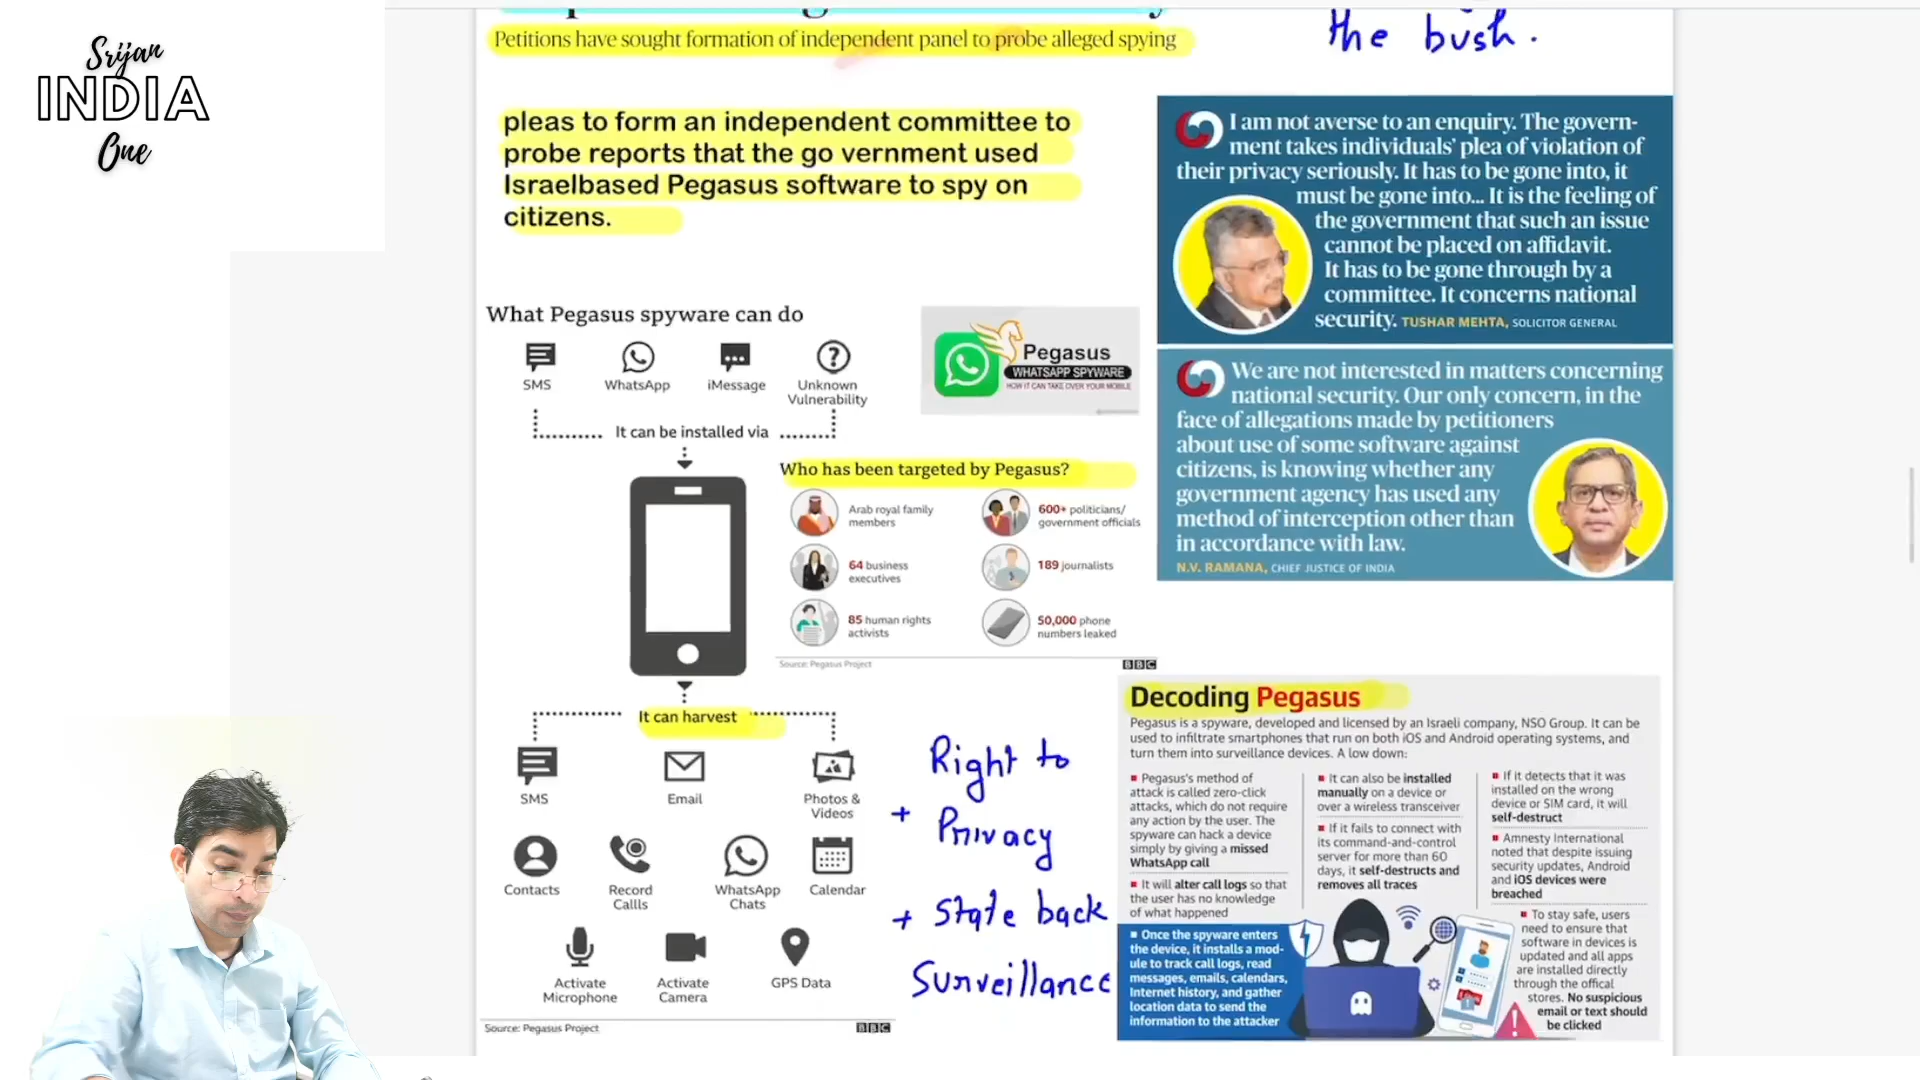 Srijan
INDIA
One
Petitions have sought formation of independent panel to probe alleged spying
the bush.
pleas to form an independent committee to
probe reports that the go vernment used
Israelbased Pegasus software to spy on
citizens.
I am not averse to an enquiry. The govern-
ment takes individuals' plea of violation of
their privacy seriously. It has to be gone into, it
must be gone into... It is the feeling of
the government that such an issue
cannot be placed on affidavit.
It has to be gone through by a
committee. It concerns national
security. TUSHAR MEHTA, SOLICITOR GENERAL
We are not interested in matters concerning
national security. Our only concern, in the
face of allegations made by petitioners
about use of some software against
citizens, is knowing whether any
government agency has used any
method of interception other than
in accordance with law.
N.V. RAMANA, CHIEF JUSTICE OF INDIA
What Pegasus spyware can do
SMS
WhatsApp
iMessage
Unknown
Vulnerability
It can be installed via
Pegasus
WHATSAPP SPYWARE
HOW IT CAN TAKE OVER YOUR MOBILE
Who has been targeted by Pegasus?
Arab royal family
members
600+ politicians/
government officials
64 business
executives
189 journalists
85 human rights
activists
50,000 phone
numbers leaked
Source: Pegasus Project
BBC
It can harvest
SMS
Email
Photos &
Videos
Contacts
Record
Callls
WhatsApp
Chats
Calendar
Activate
Microphone
Activate
Camera
GPS Data
Source: Pegasus Project
BBC
Right to
+ Privacy
+ State back
Surveillance
Decoding Pegasus
Pegasus is a spyware, developed and licensed by an Israeli company, NSO Group. It can be
used to infiltrate smartphones that run on both iOS and Android operating systems, and
turn them into surveillance devices. A low down:
Pegasus's method of
attack is called zero-click
attacks, which do not require
any action by the user. The
spyware can hack a device
simply by giving a missed
WhatsApp call
It will alter call logs so that
the user has no knowledge
of what happened
Once the spyware enters
the device, it installs a mod-
ule to track call logs, read
messages, emails, calendars,
Internet history, and gather
location data to send the
information to the attacker
It can also be installed
manually on a device or
over a wireless transceiver
If it fails to connect with
its command-and-control
server for more than 60
days, it self-destructs and
removes all traces
If it detects that it was
installed on the wrong
device or SIM card, it will
self-destruct
Amnesty International
noted that despite issuing
security updates, Android
and iOS devices were
breached
To stay safe, users
need to ensure that
software in devices is
updated and all apps
are installed directly
through the offical
stores. No suspicious
email or text should
be clicked